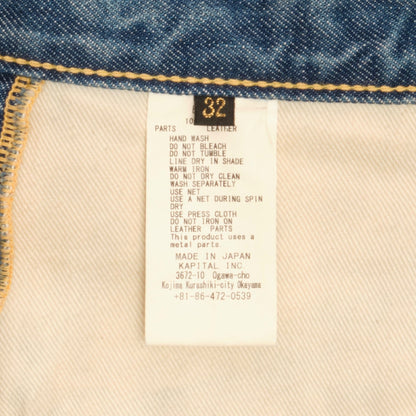 32
10
PARTS LEATHER
HAND WASH
DO NOT BLEACH
DO NOT TUMBLE
LINE DRY IN SHADE
WARM IRON
DO NOT DRY CLEAN
WASH SEPARATELY
USE NET
USE A NET DURING SPIN
DRY
USE PRESS CLOTH
DO NOT IRON ON
LEATHER PARTS
This product uses a
metal parts.
MADE IN JAPAN
KAPITAL INC
3672-10 Ogawa-cho
Kojima Kurashiki-city Okayama
+81-86-472-0539